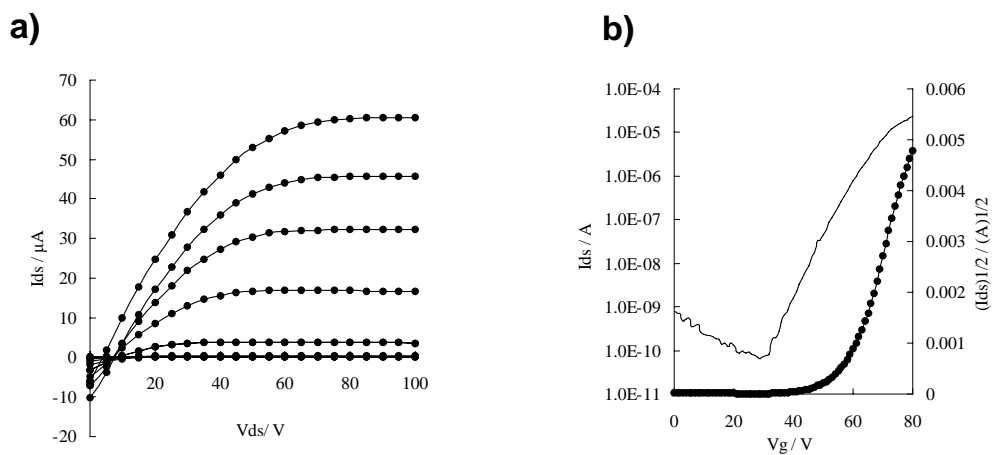 a)
70
60
50
40
30
20
10
0
-10
-20
Ids / µA
20 40 60 80 100
Vds/ V
b)
1.0E-04
1.0E-05
1.0E-06
1.0E-07
1.0E-08
1.0E-09
1.0E-10
1.0E-11
Ids / A
0 20 40 60 80
Vg / V
0.006
0.005
0.004
0.003
0.002
0.001
0
(Ids)1/2 / (A)1/2